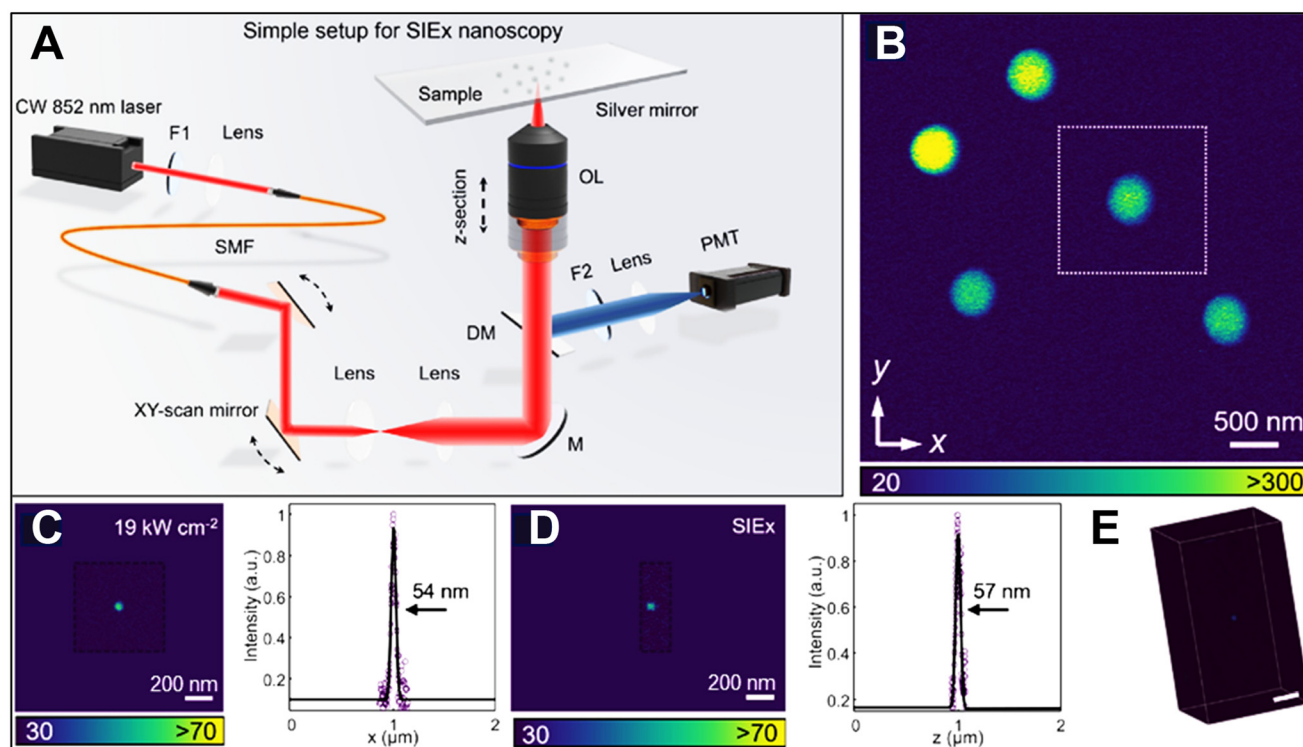 A
Simple setup for SIEx nanoscopy
CW 852 nm laser
F1
Lens
Sample
Silver mirror
OL
z-section
SMF
PMT
F2
Lens
DM
Lens
Lens
XY-scan mirror
M
B
y
x
500 nm
20
>300
C
19 kW cm⁻²
200 nm
30
>70
Intensity (a.u.)
1
0.8
0.6
0.4
0.2
54 nm
0
1
2
x (µm)
D
SIEx
200 nm
30
>70
Intensity (a.u.)
1
0.8
0.6
0.4
0.2
57 nm
0
1
2
z (µm)
E